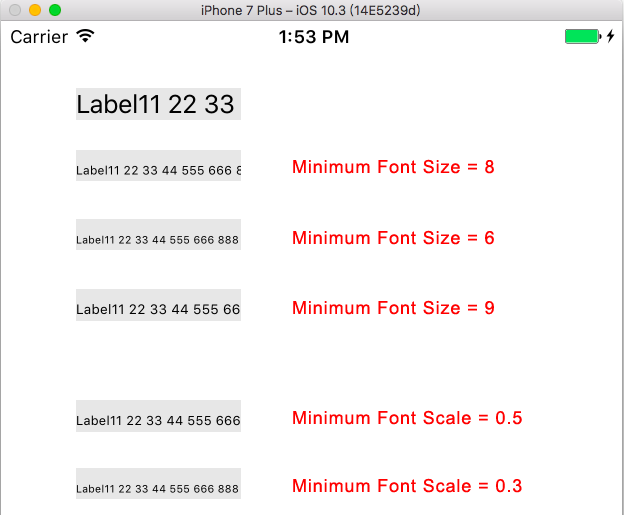 iPhone 7 Plus – iOS 10.3 (14E5239d)
Carrier 1:53 PM
Label11 22 33
Label11 22 33 44 555 666 8 Minimum Font Size = 8
Label11 22 33 44 555 666 888 Minimum Font Size = 6
Label11 22 33 44 555 66 Minimum Font Size = 9
Label11 22 33 44 555 666 Minimum Font Scale = 0.5
Label11 22 33 44 555 666 888 Minimum Font Scale = 0.3